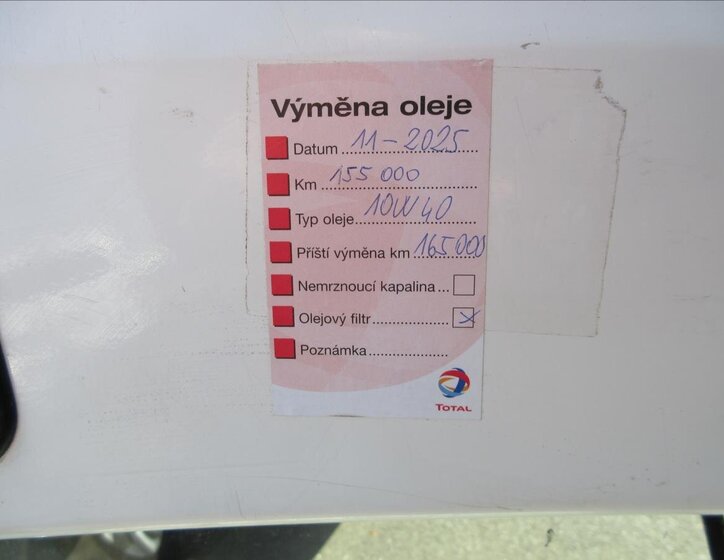 Výměna oleje
Datum 11-2025
Km 155 000
Typ oleje 10W40
Příští výměna km 165 000
Nemrznoucí kapalina ...
Olejový filtr
Poznámka
TOTAL